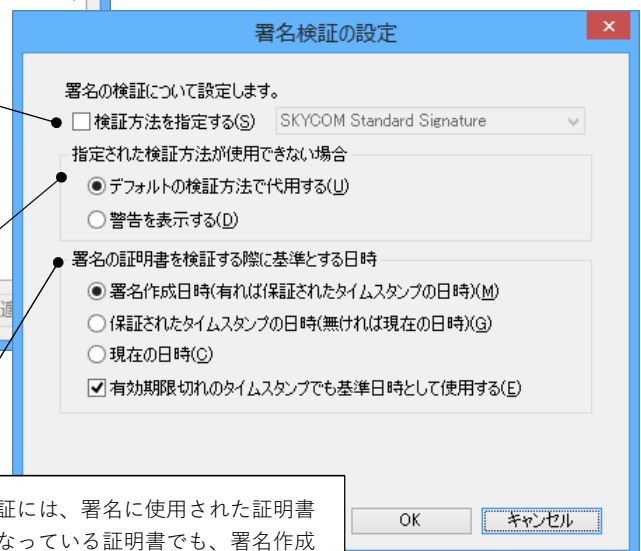 署名検証の設定
署名の検証について設定します。
検証方法を指定する(S) SKYCOM Standard Signature
指定された検証方法が使用できない場合
デフォルトの検証方法で代用する(U)
警告を表示する(D)
署名の証明書を検証する際に基準とする日時
署名作成日時(有れば保証されたタイムスタンプの日時)(M)
保証されたタイムスタンプの日時(無ければ現在の日時)(G)
現在の日時(C)
有効期限切れのタイムスタンプでも基準日時として使用する(E)
OK キャンセル
証には、署名に使用された証明書
なっている証明書でも、署名作成